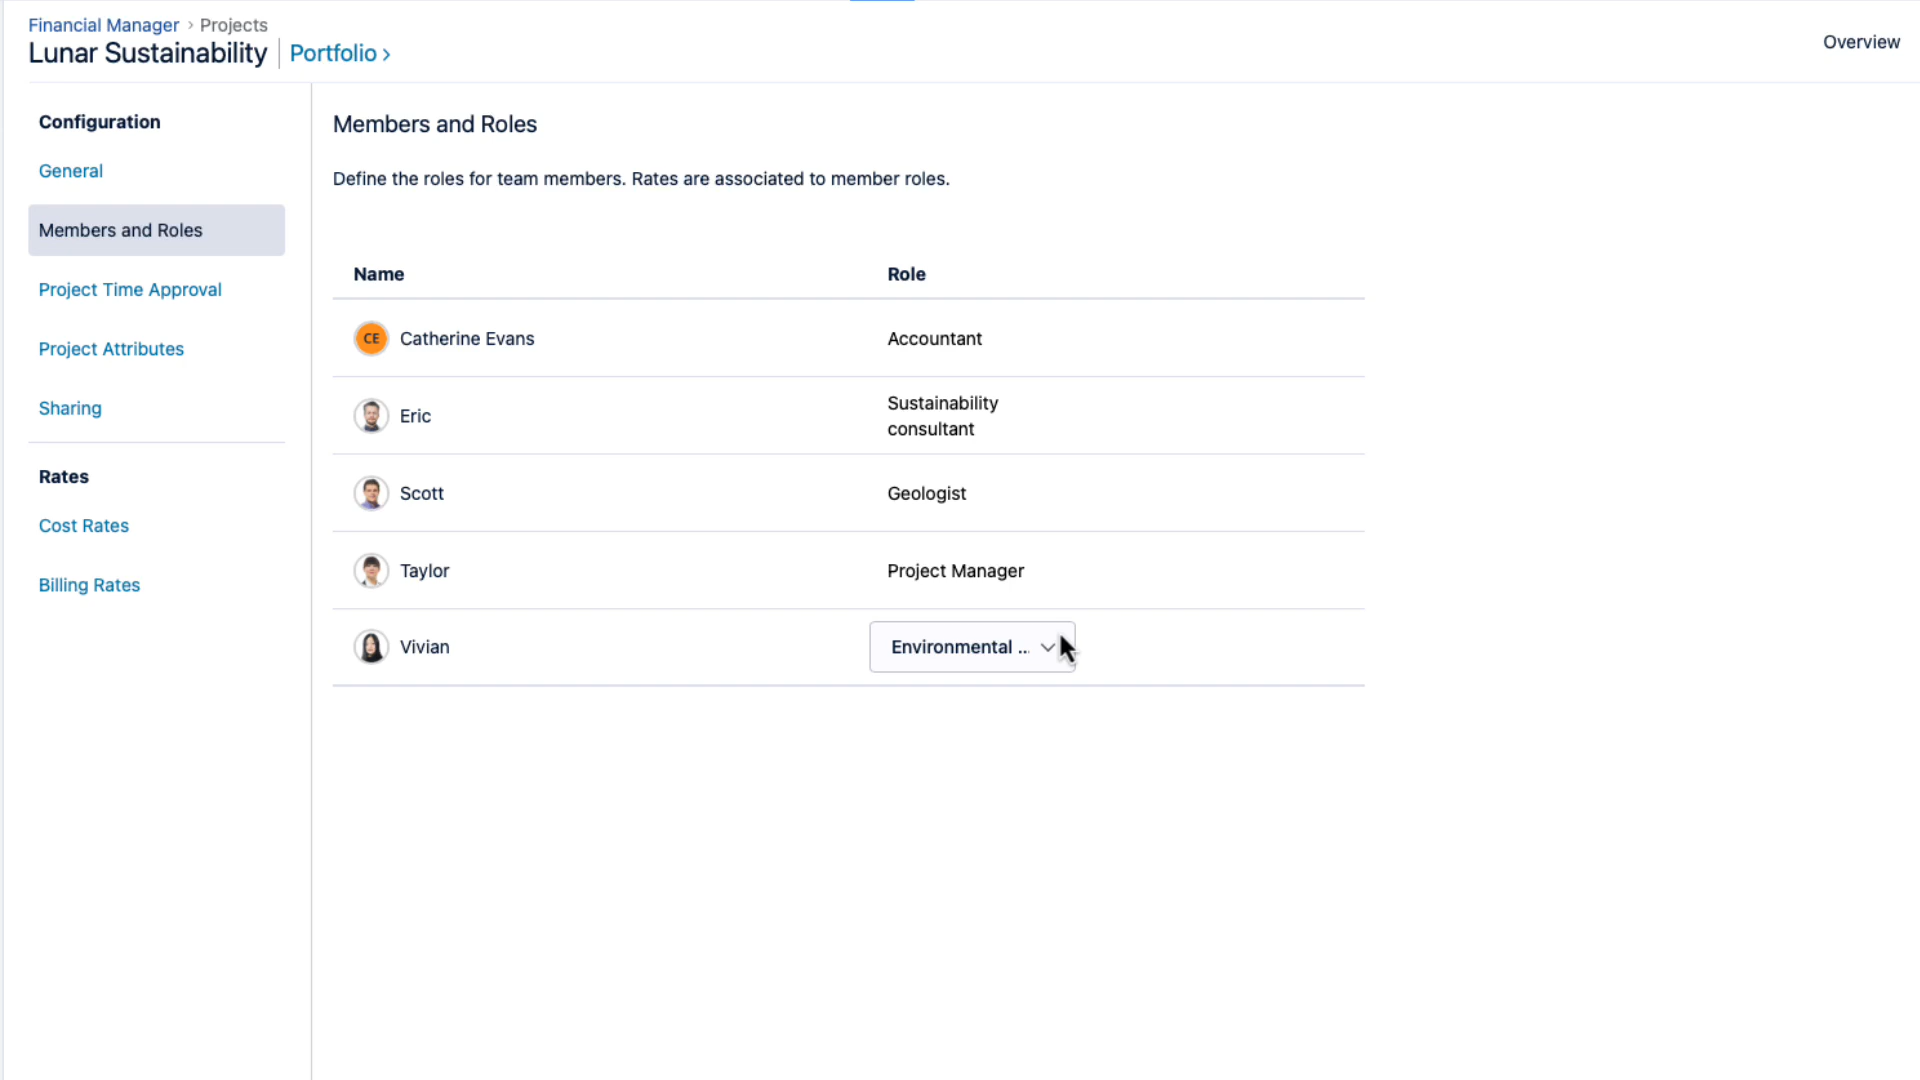 Financial Manager › Projects
Lunar Sustainability Portfolio ›
Overview
Configuration
General
Members and Roles
Project Time Approval
Project Attributes
Sharing
Rates
Cost Rates
Billing Rates
Members and Roles
Define the roles for team members. Rates are associated to member roles.
Name Role
CE Catherine Evans Accountant
Eric Sustainability
consultant
Scott Geologist
Taylor Project Manager
Vivian Environmental ...